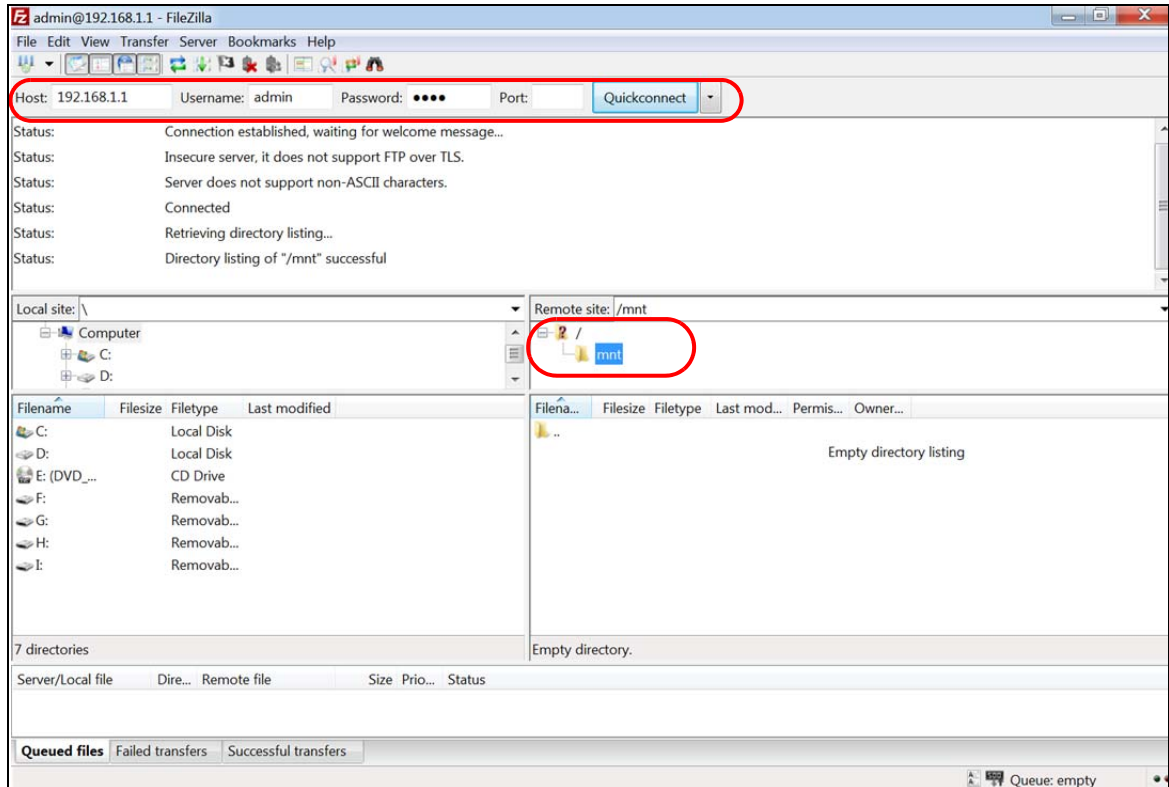 admin@192.168.1.1 - FileZilla
File Edit View Transfer Server Bookmarks Help
Host: 192.168.1.1 Username: admin Password: •••• Port: Quickconnect
Status: Connection established, waiting for welcome message...
Status: Insecure server, it does not support FTP over TLS.
Status: Server does not support non-ASCII characters.
Status: Connected
Status: Retrieving directory listing...
Status: Directory listing of "/mnt" successful
Local site: \
Computer
C:
D:
Remote site: /mnt
/
mnt
Filename Filesize Filetype Last modified
C: Local Disk
D: Local Disk
E: (DVD_... CD Drive
F: Removab...
G: Removab...
H: Removab...
I: Removab...
7 directories
Filena... Filesize Filetype Last mod... Permis... Owner...
..
Empty directory listing
Empty directory.
Server/Local file Dire... Remote file Size Prio... Status
Queued files Failed transfers Successful transfers
Queue: empty